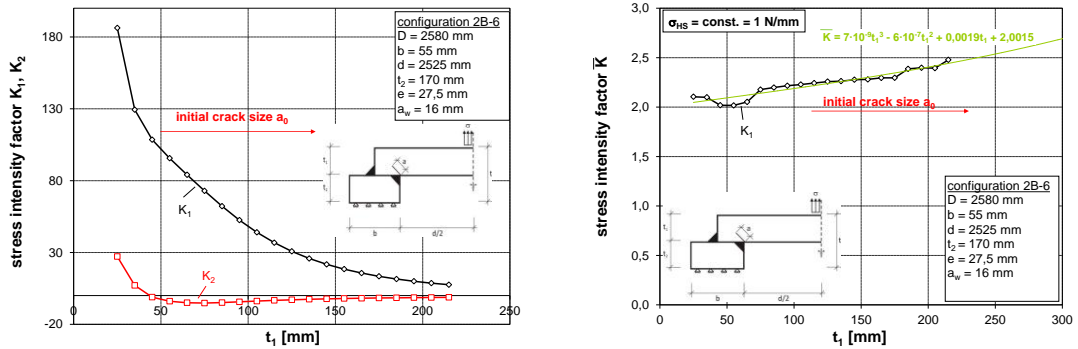 stress intensity factor K₁, K₂
180
130
80
30
-20
0
50
100
150
200
250
t₁ [mm]
configuration 2B-6
D = 2580 mm
b = 55 mm
d = 2525 mm
t₂ = 170 mm
e = 27,5 mm
a_w = 16 mm
initial crack size a₀
K₁
K₂
σ
a
t
b
d/2
stress intensity factor K̅
3,0
2,5
2,0
1,5
1,0
0,5
0,0
0
50
100
150
200
250
300
t₁ [mm]
σ_HS = const. = 1 N/mm
K̅ = 7·10⁻⁹t₁³ - 6·10⁻⁷t₁² + 0,0019t₁ + 2,0015
initial crack size a₀
K₁
configuration 2B-6
D = 2580 mm
b = 55 mm
d = 2525 mm
t₂ = 170 mm
e = 27,5 mm
a_w = 16 mm
σ
a
t
b
d/2